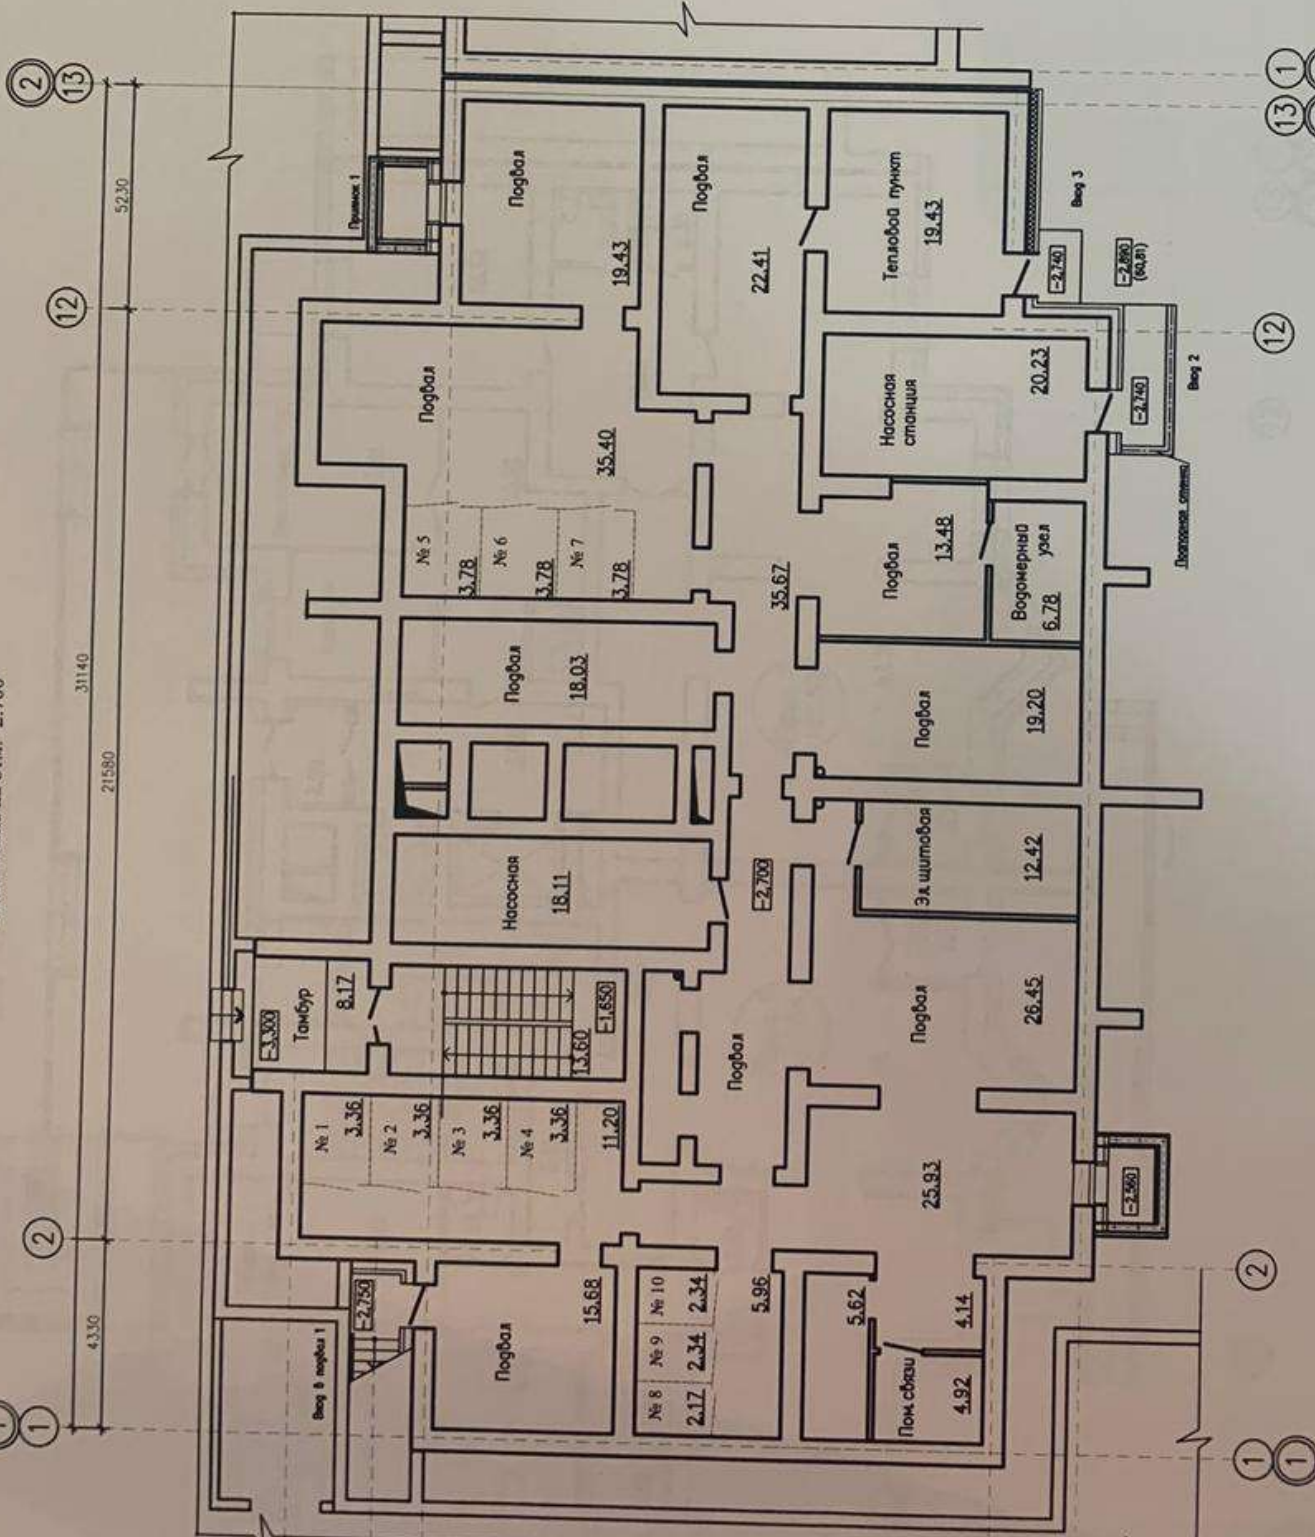 2
13
1
13
5230
31140
21580
4330
12
12
Приямок 1
Подвал
19.43
Подвал
22.41
Тепловой пункт
19.43
Вход 3
-2,740
-2,890
(60,81)
Подвал
35.40
Насосная
станция
20.23
-2,740
Вход 2
Подпорная стенка
№ 5
3.78
№ 6
3.78
№ 7
3.78
35.67
Подвал
13.48
Водомерный
узел
6.78
Подвал
18.03
Подвал
19.20
Насосная
18.11
-2,700
Эл. щитовая
12.42
Тамбур
-3,300
8.17
-1,650
13.60
Подвал
Подвал
26.45
№ 1
3.36
№ 2
3.36
№ 3
3.36
№ 4
3.36
11.20
25.93
-2,560
2
2
-2,750
Вход в подвал 1
Подвал
15.68
№ 10
2.34
№ 9
2.34
№ 8
2.17
5.96
5.62
4.14
Пом. связи
4.92
1
1
1